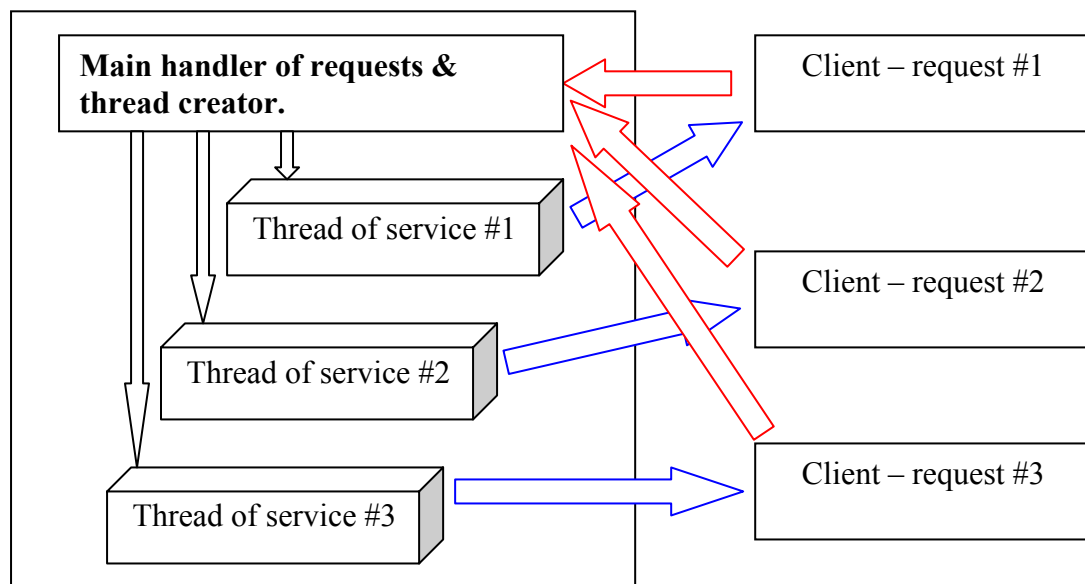 Main handler of requests &
thread creator.
Client – request #1
Thread of service #1
Client – request #2
Thread of service #2
Client – request #3
Thread of service #3